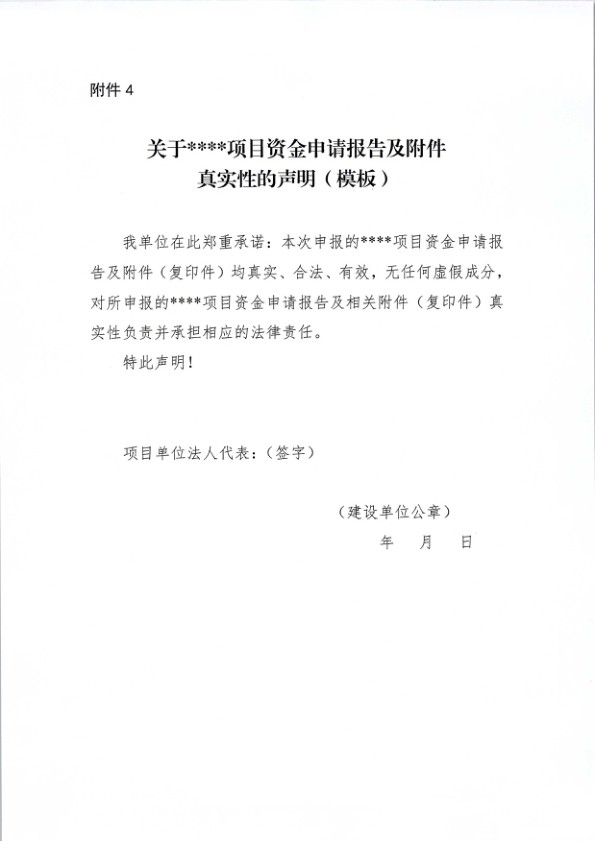 附件 4
关于****项目资金申请报告及附件
真实性的声明（模板）
我单位在此郑重承诺：本次申报的****项目资金申请报
告及附件（复印件）均真实、合法、有效，无任何虚假成分，
对所申报的****项目资金申请报告及相关附件（复印件）真
实性负责并承担相应的法律责任。
特此声明！
项目单位法人代表：（签字）
（建设单位公章）
年 月 日